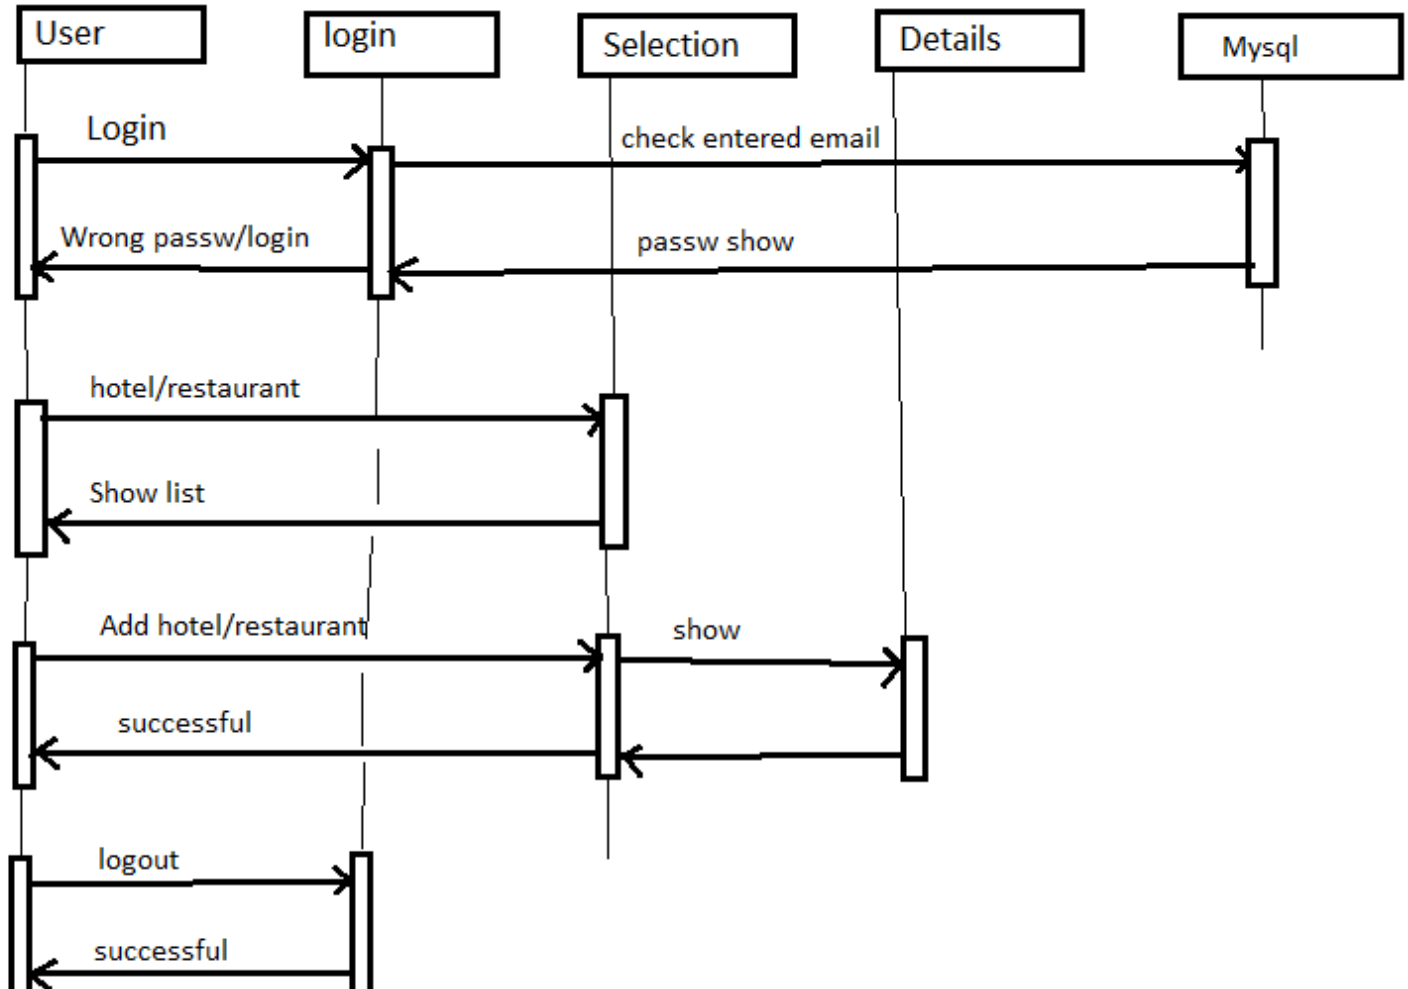 User
login
Selection
Details
Mysql
Login
check entered email
Wrong passw/login
passw show
hotel/restaurant
Show list
Add hotel/restaurant
show
successful
logout
successful